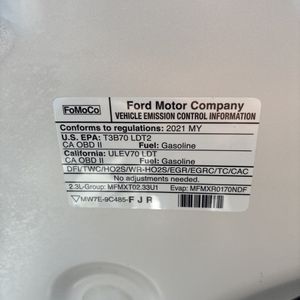 FoMoCo
Ford Motor Company
VEHICLE EMISSION CONTROL INFORMATION
Conforms to regulations: 2021 MY
U.S. EPA: T3B70 LDT2
CA OBD II Fuel: Gasoline
California: ULEV70 LDT
CA OBD II Fuel: Gasoline
DFI/TWC/HO2S/WR-HO2S/EGR/EGRC/TC/CAC
No adjustments needed.
2.3L-Group: MFMXT02.33U1 Evap: MFMXR0170NDF
MW7E-9C485-FJR